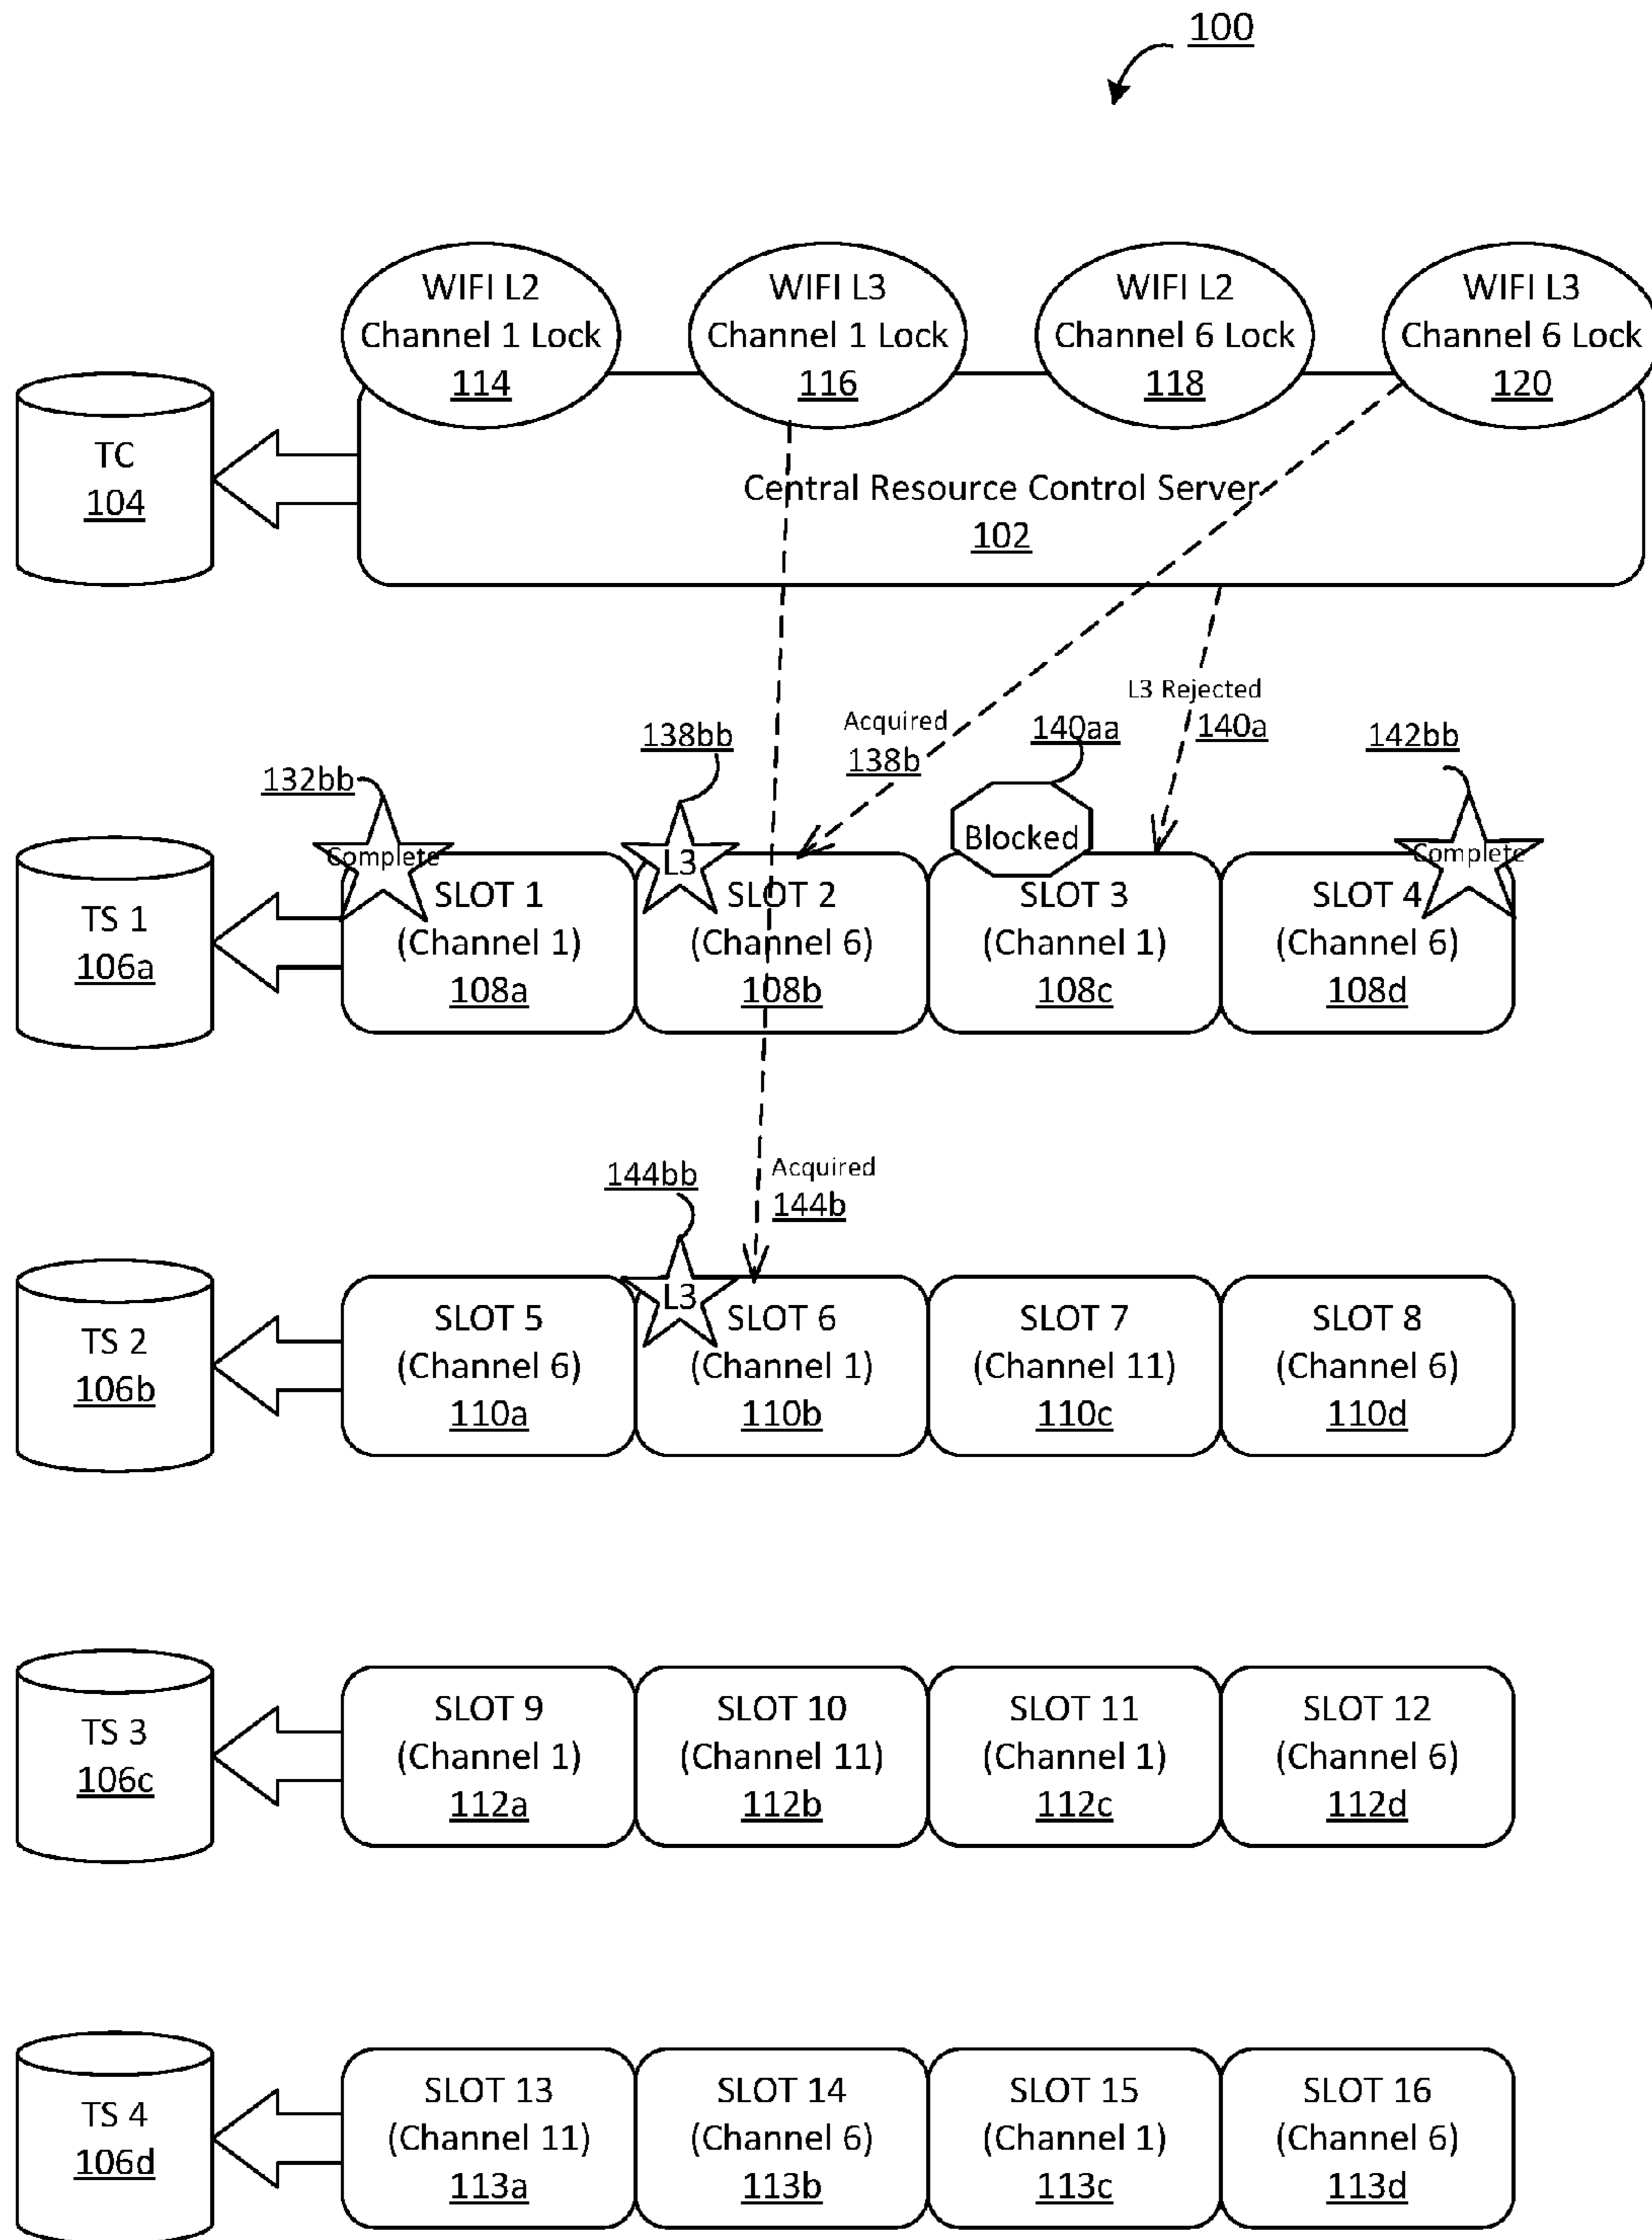 100
WIFI L2
Channel 1 Lock
114
WIFI L3
Channel 1 Lock
116
WIFI L2
Channel 6 Lock
118
WIFI L3
Channel 6 Lock
120
TC
104
Central Resource Control Server
102
Acquired
138b
L3 Rejected
140a
132bb
138bb
140aa
142bb
Complete
L3
Blocked
Complete
TS 1
106a
SLOT 1
(Channel 1)
108a
SLOT 2
(Channel 6)
108b
SLOT 3
(Channel 1)
108c
SLOT 4
(Channel 6)
108d
144bb
Acquired
144b
L3
TS 2
106b
SLOT 5
(Channel 6)
110a
SLOT 6
(Channel 1)
110b
SLOT 7
(Channel 11)
110c
SLOT 8
(Channel 6)
110d
TS 3
106c
SLOT 9
(Channel 1)
112a
SLOT 10
(Channel 11)
112b
SLOT 11
(Channel 1)
112c
SLOT 12
(Channel 6)
112d
TS 4
106d
SLOT 13
(Channel 11)
113a
SLOT 14
(Channel 6)
113b
SLOT 15
(Channel 1)
113c
SLOT 16
(Channel 6)
113d